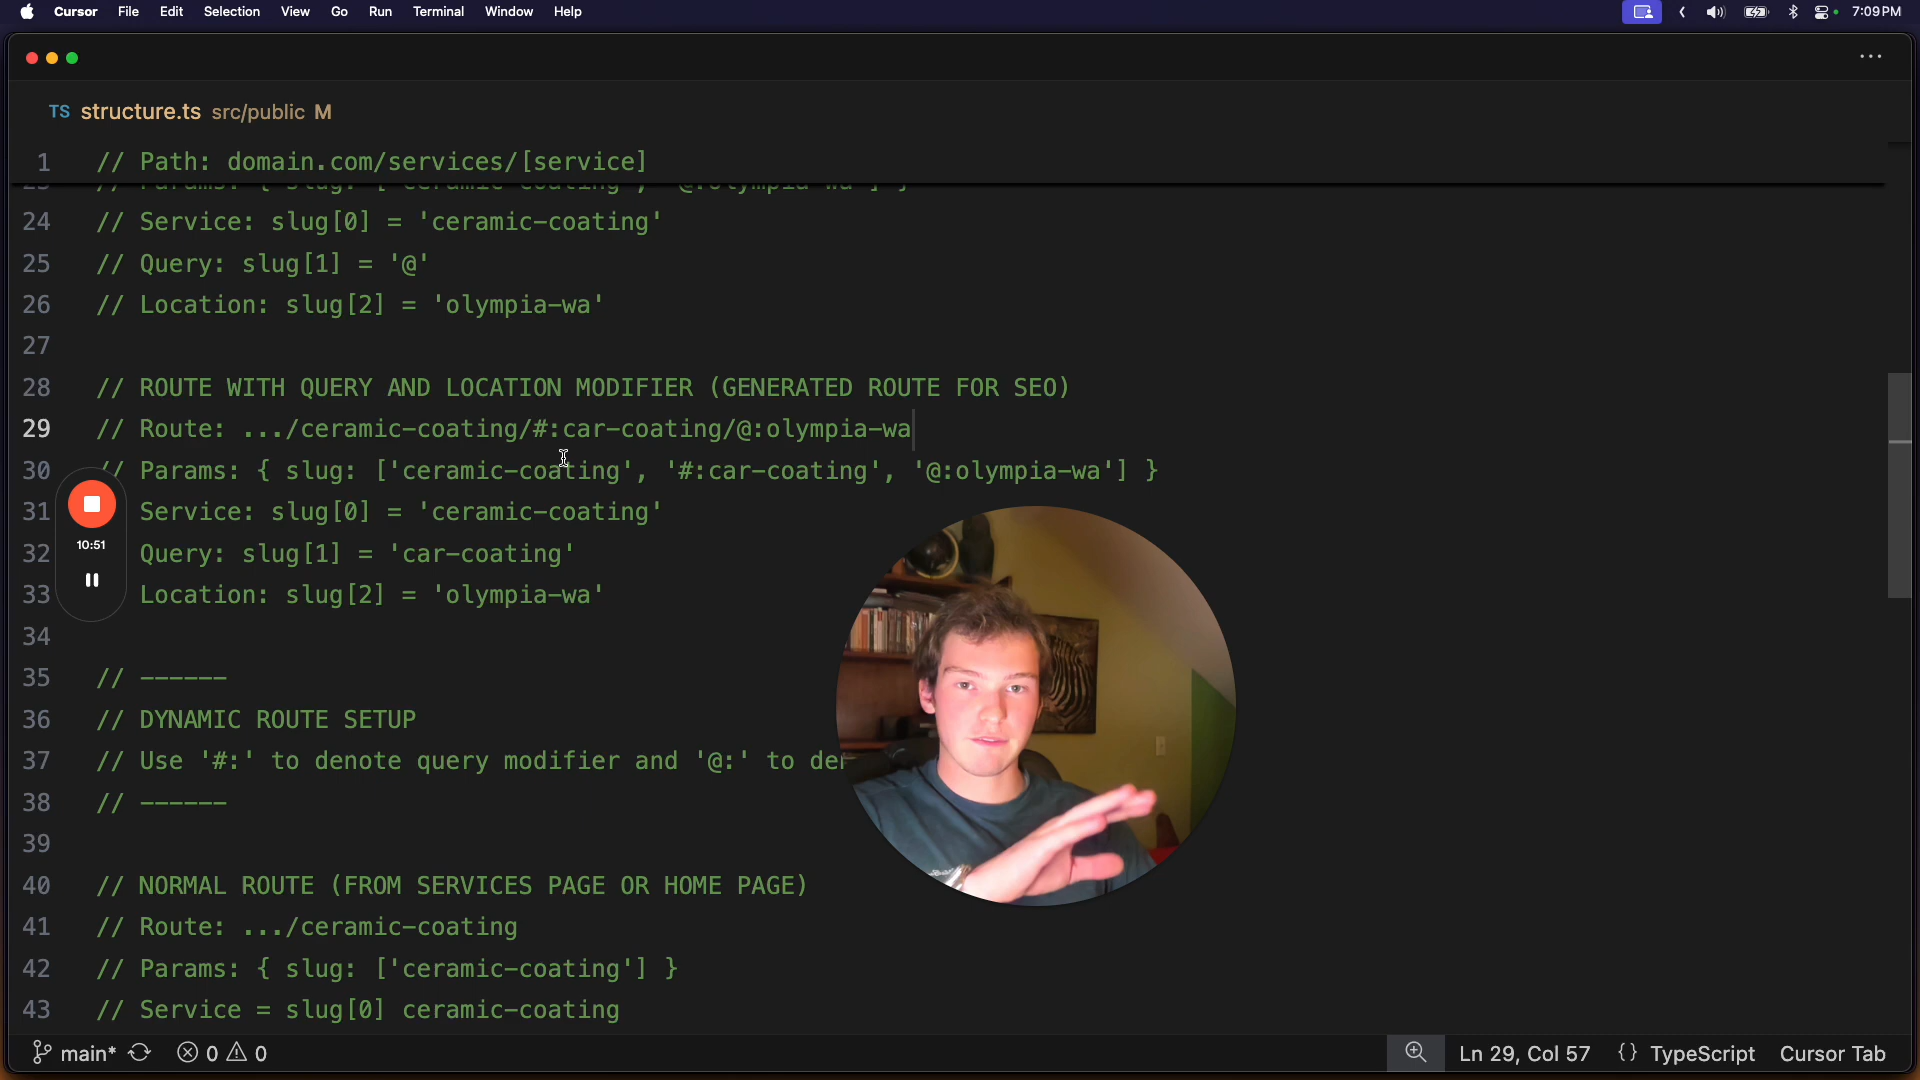 Cursor File Edit Selection View Go Run Terminal Window Help 7:09 PM
TS structure.ts src/public M
1 // Path: domain.com/services/[service]
24 // Service: slug[0] = 'ceramic-coating'
25 // Query: slug[1] = '@'
26 // Location: slug[2] = 'olympia-wa'
27
28 // ROUTE WITH QUERY AND LOCATION MODIFIER (GENERATED ROUTE FOR SEO)
29 // Route: .../ceramic-coating/#:car-coating/@:olympia-wa
30 // Params: { slug: ['ceramic-coating', '#:car-coating', '@:olympia-wa'] }
31 Service: slug[0] = 'ceramic-coating'
10:51
32 Query: slug[1] = 'car-coating'
33 Location: slug[2] = 'olympia-wa'
34
35 // ------
36 // DYNAMIC ROUTE SETUP
37 // Use '#:' to denote query modifier and '@:' to
38 // ------
39
40 // NORMAL ROUTE (FROM SERVICES PAGE OR HOME PAGE)
41 // Route: .../ceramic-coating
42 // Params: { slug: ['ceramic-coating'] }
43 // Service = slug[0] ceramic-coating
main* 0 0 Ln 29, Col 57 {} TypeScript Cursor Tab